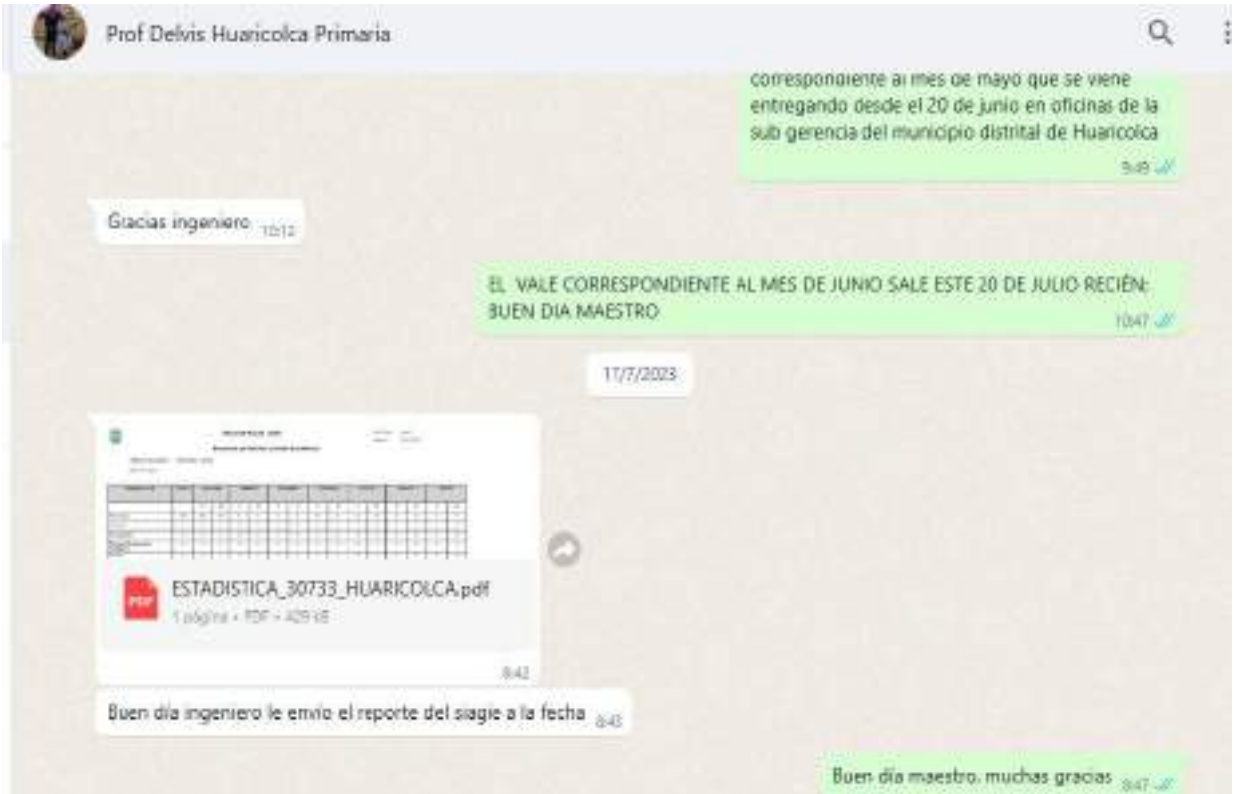 Prof Delvis Huaricolca Primaria
correspondiente al mes de mayo que se viene
entregando desde el 20 de junio en oficinas de la
sub gerencia del municipio distrital de Huaricolca
9:49
Gracias ingeniero 10:12
EL VALE CORRESPONDIENTE AL MES DE JUNIO SALE ESTE 20 DE JULIO RECIÉN:
BUEN DIA MAESTRO
10:47
17/7/2023
PDF
ESTADISTICA_30733_HUARICOLCA.pdf
1 página • PDF • 429 kB
8:42
Buen día ingeniero le envío el reporte del siagie a la fecha 8:43
Buen día maestro. muchas gracias 8:47